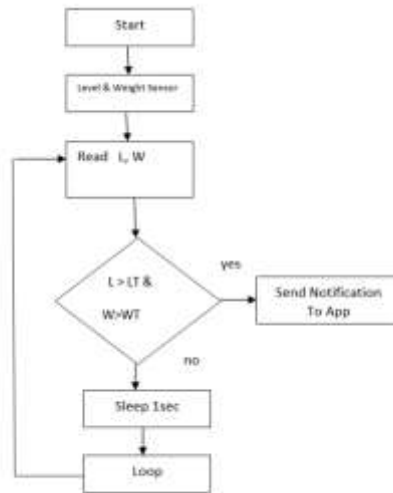 Start
Level & Weight Sensor
Read L, W
L > LT &
W>WT
yes
Send Notification
To App
no
Sleep 1sec
Loop